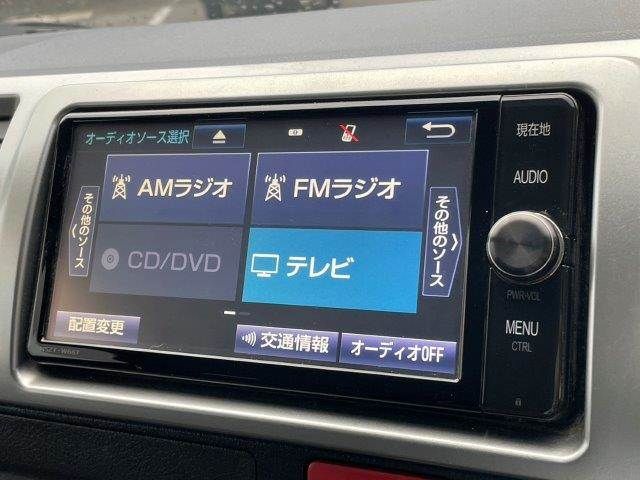 オーディオソース選択
AMラジオ
FMラジオ
その他のソース
その他のソース
CD/DVD
テレビ
配置変更
交通情報
オーディオOFF
NSZT-W66T
現在地
AUDIO
PWR•VOL
MENU
CTRL